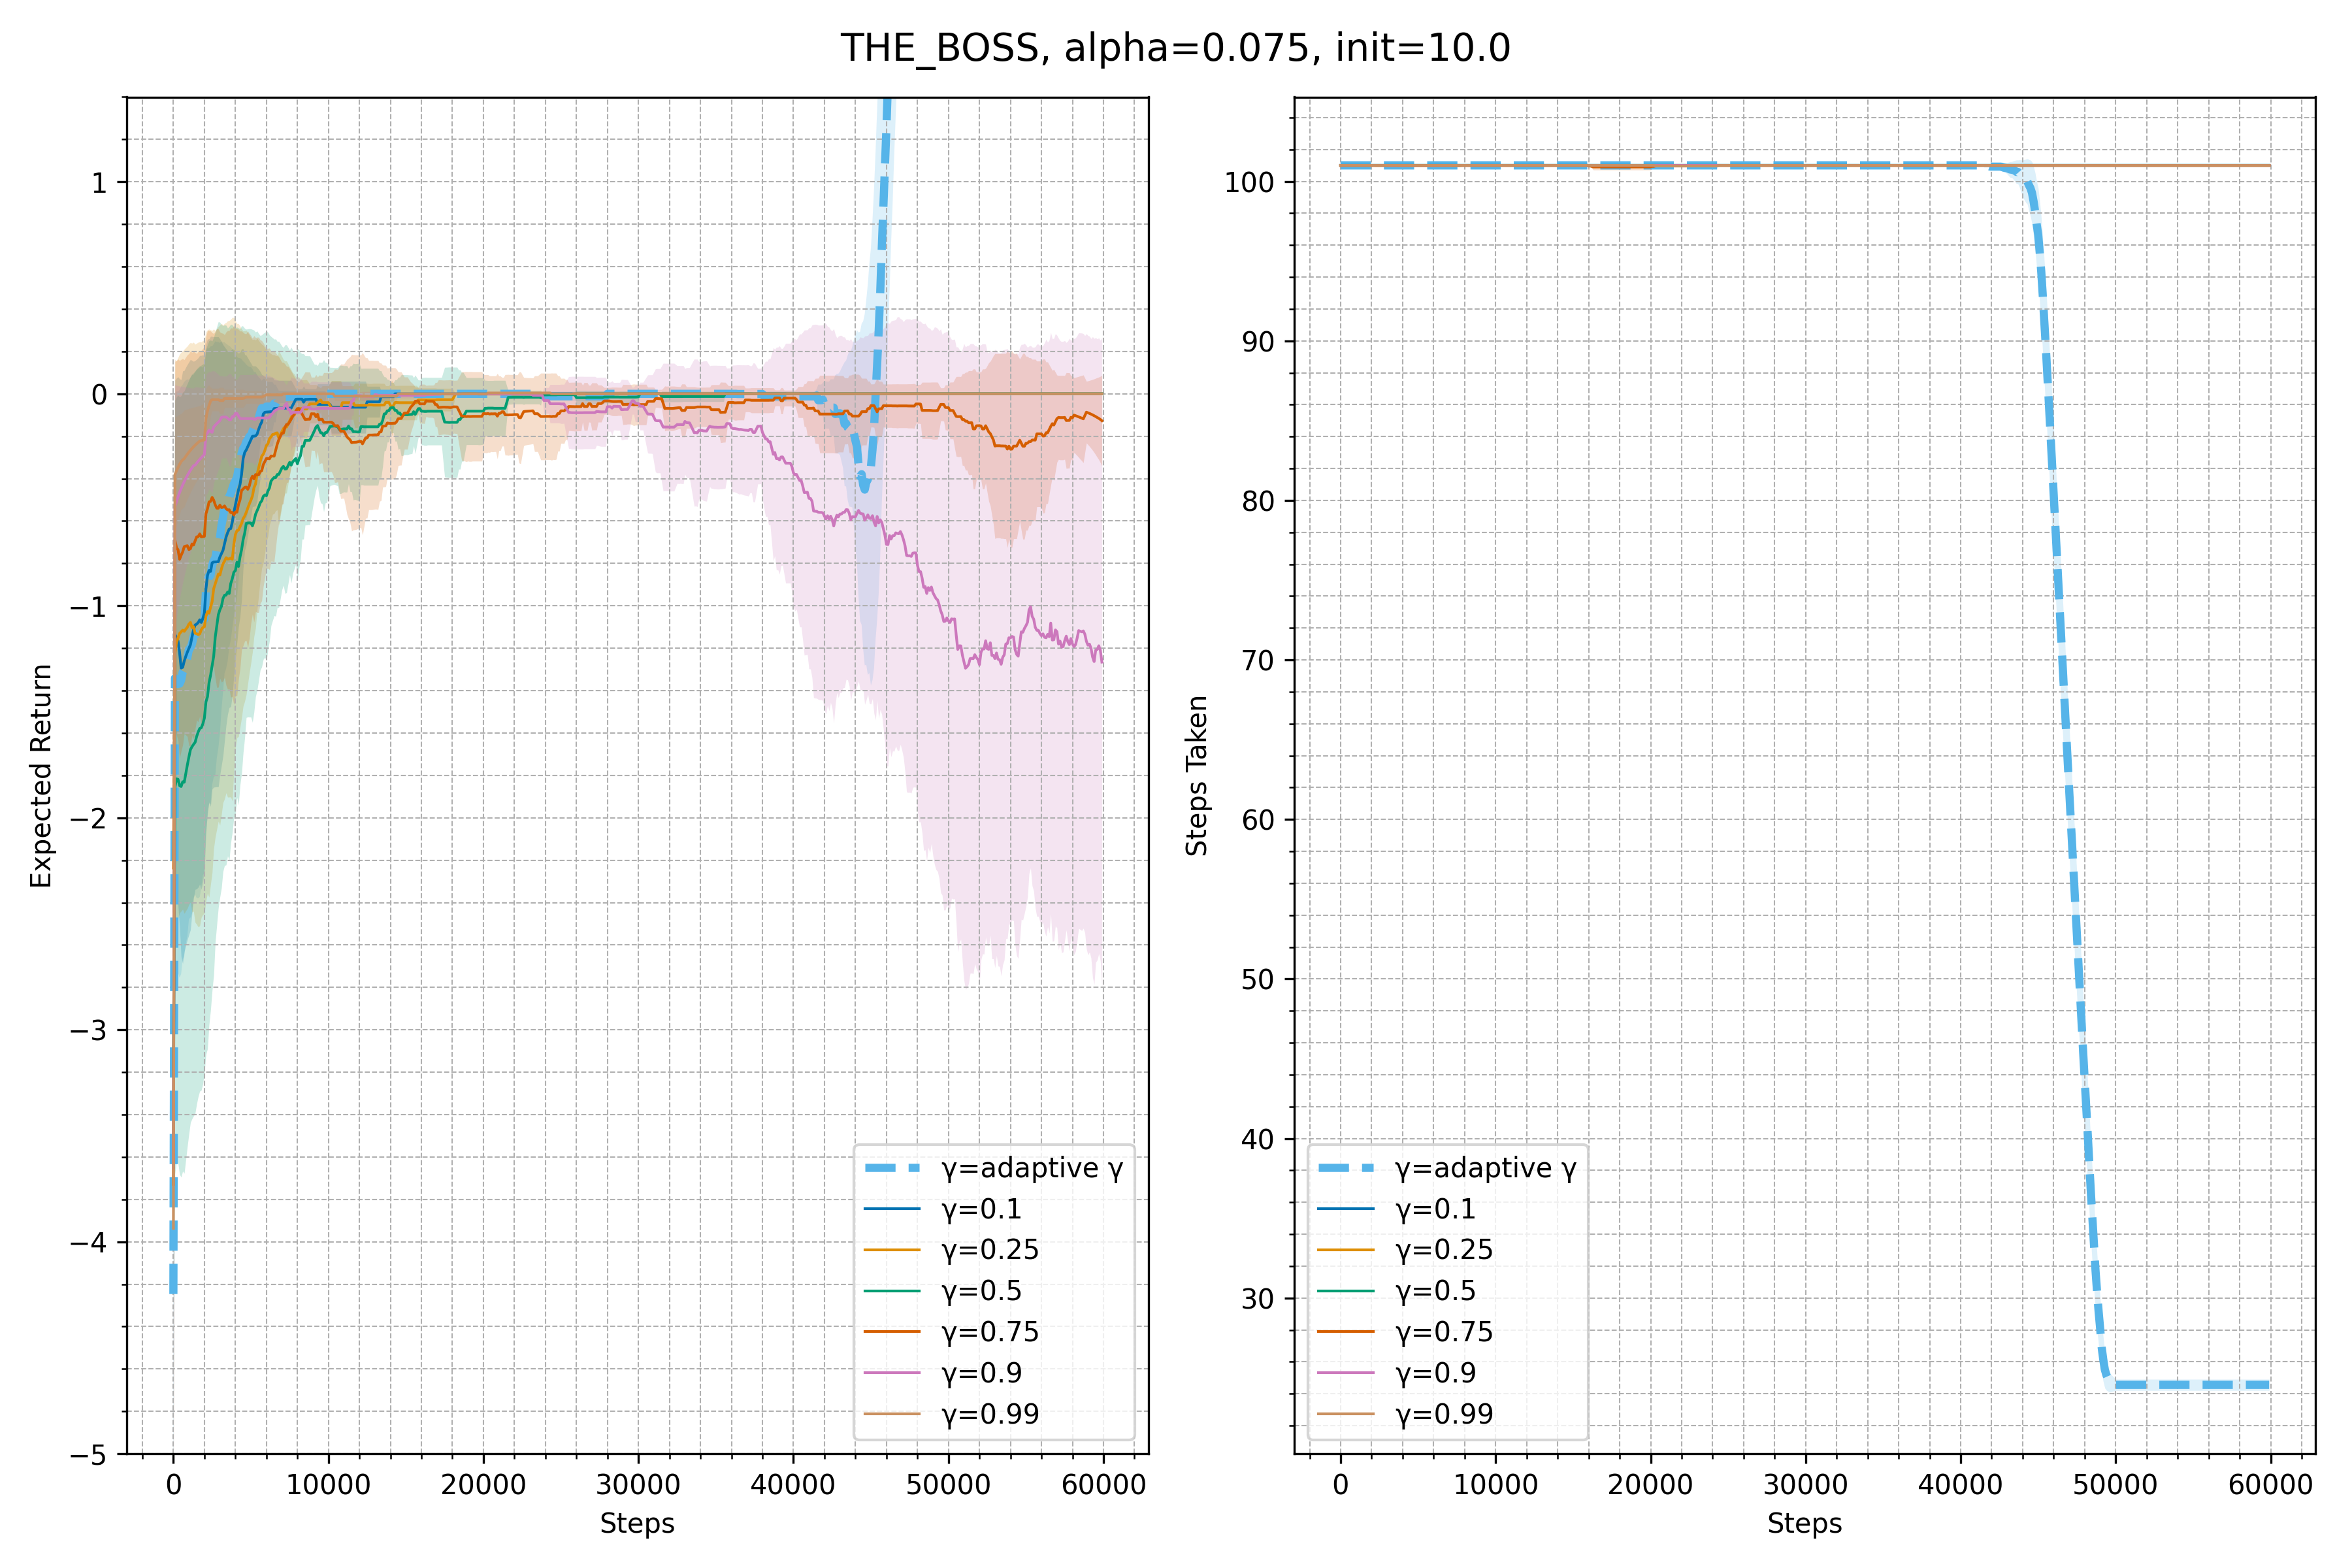 THE_BOSS, alpha=0.075, init=10.0
Expected Return
1
0
−1
−2
−3
−4
−5
0 10000 20000 30000 40000 50000 60000
Steps
γ=adaptive γ
γ=0.1
γ=0.25
γ=0.5
γ=0.75
γ=0.9
γ=0.99
Steps Taken
100
90
80
70
60
50
40
30
0 10000 20000 30000 40000 50000 60000
Steps
γ=adaptive γ
γ=0.1
γ=0.25
γ=0.5
γ=0.75
γ=0.9
γ=0.99